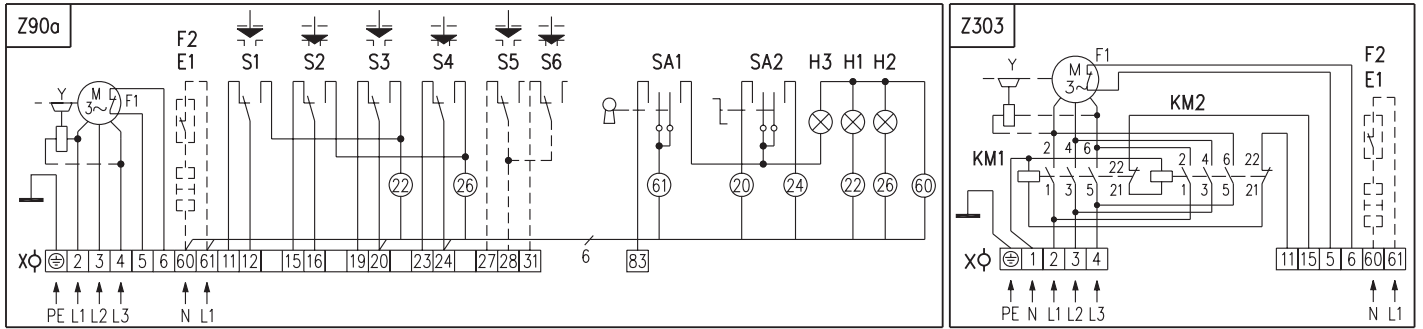 Z90a
F2
E1 S1 S2 S3 S4 S5 S6 SA1 SA2 H3 H1 H2
Y M 3~ F1
22 26 61 20 24 22 26 60
6
X 2 3 4 5 6 60 61 11 12 15 16 19 20 23 24 27 28 31 83
PE L1 L2 L3 N L1
Z303
F1
F2
E1
Y M 3~
KM2
KM1
2 4 6 22 2 4 6 22
1 3 5 21 1 3 5 21
X 1 2 3 4 11 15 5 6 60 61
PE N L1 L2 L3 N L1